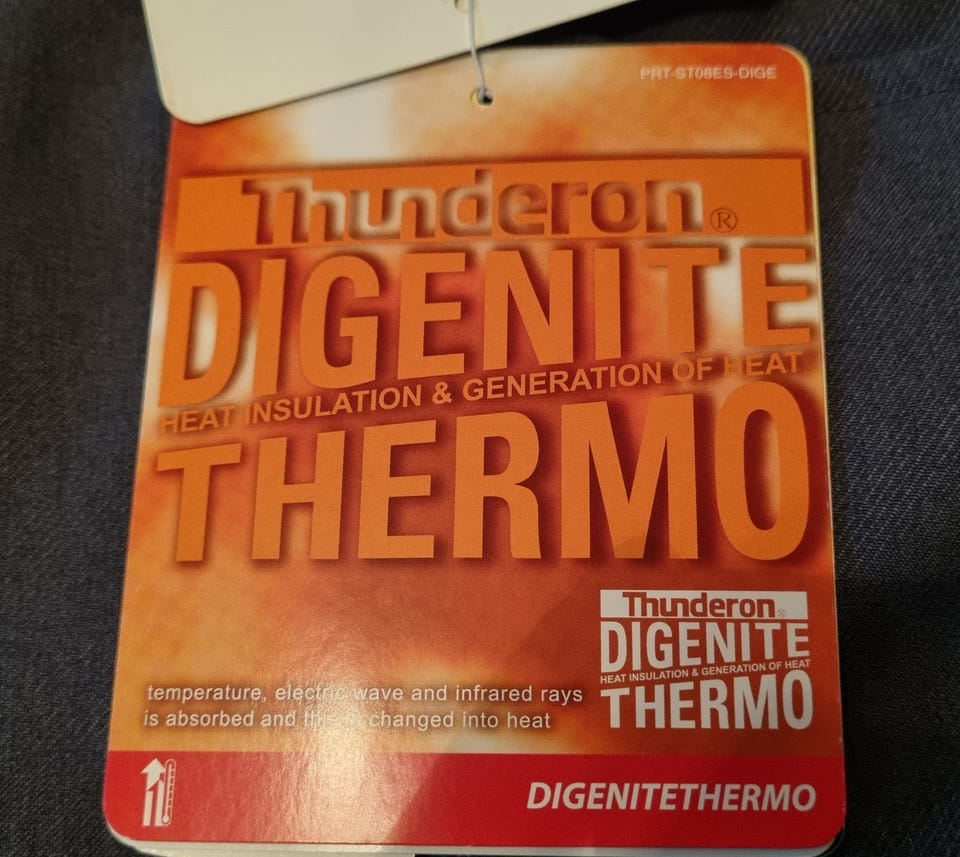 PRT-ST08ES-DIGE
Thunderon®
DIGENITE
HEAT INSULATION & GENERATION OF HEAT
THERMO
Thunderon®
DIGENITE
HEAT INSULATION & GENERATION OF HEAT
THERMO
temperature, electric wave and infrared rays
is absorbed and changed into heat
DIGENITETHERMO